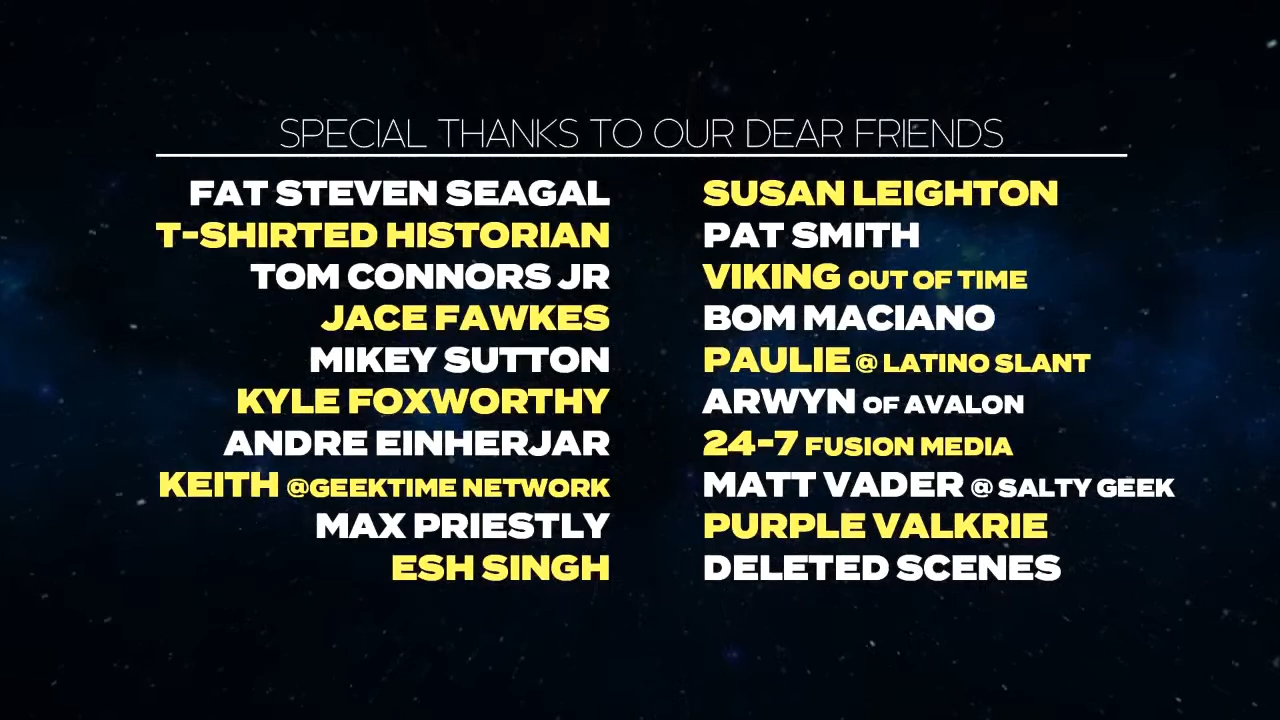 SPECIAL THANKS TO OUR DEAR FRIENDS
FAT STEVEN SEAGAL
T-SHIRTED HISTORIAN
TOM CONNORS JR
JACE FAWKES
MIKEY SUTTON
KYLE FOXWORTHY
ANDRE EINHERJAR
KEITH @GEEKTIME NETWORK
MAX PRIESTLY
ESH SINGH
SUSAN LEIGHTON
PAT SMITH
VIKING OUT OF TIME
BOM MACIANO
PAULIE @ LATINO SLANT
ARWYN OF AVALON
24-7 FUSION MEDIA
MATT VADER @ SALTY GEEK
PURPLE VALKRIE
DELETED SCENES